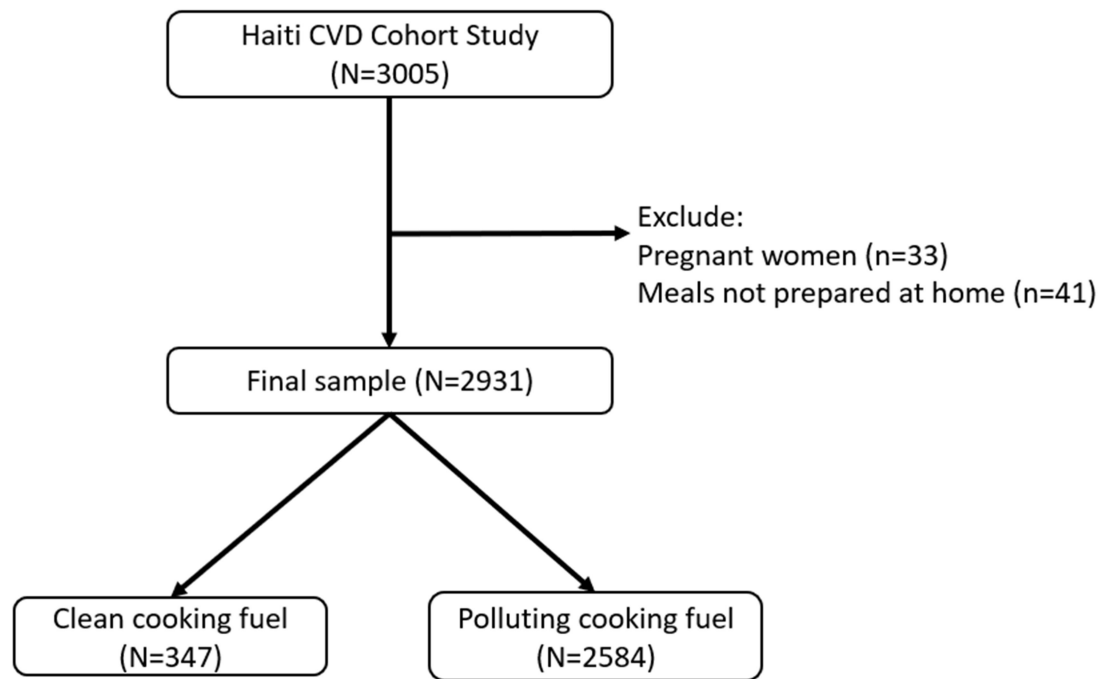 Haiti CVD Cohort Study
(N=3005)
Exclude:
Pregnant women (n=33)
Meals not prepared at home (n=41)
Final sample (N=2931)
Clean cooking fuel
(N=347)
Polluting cooking fuel
(N=2584)